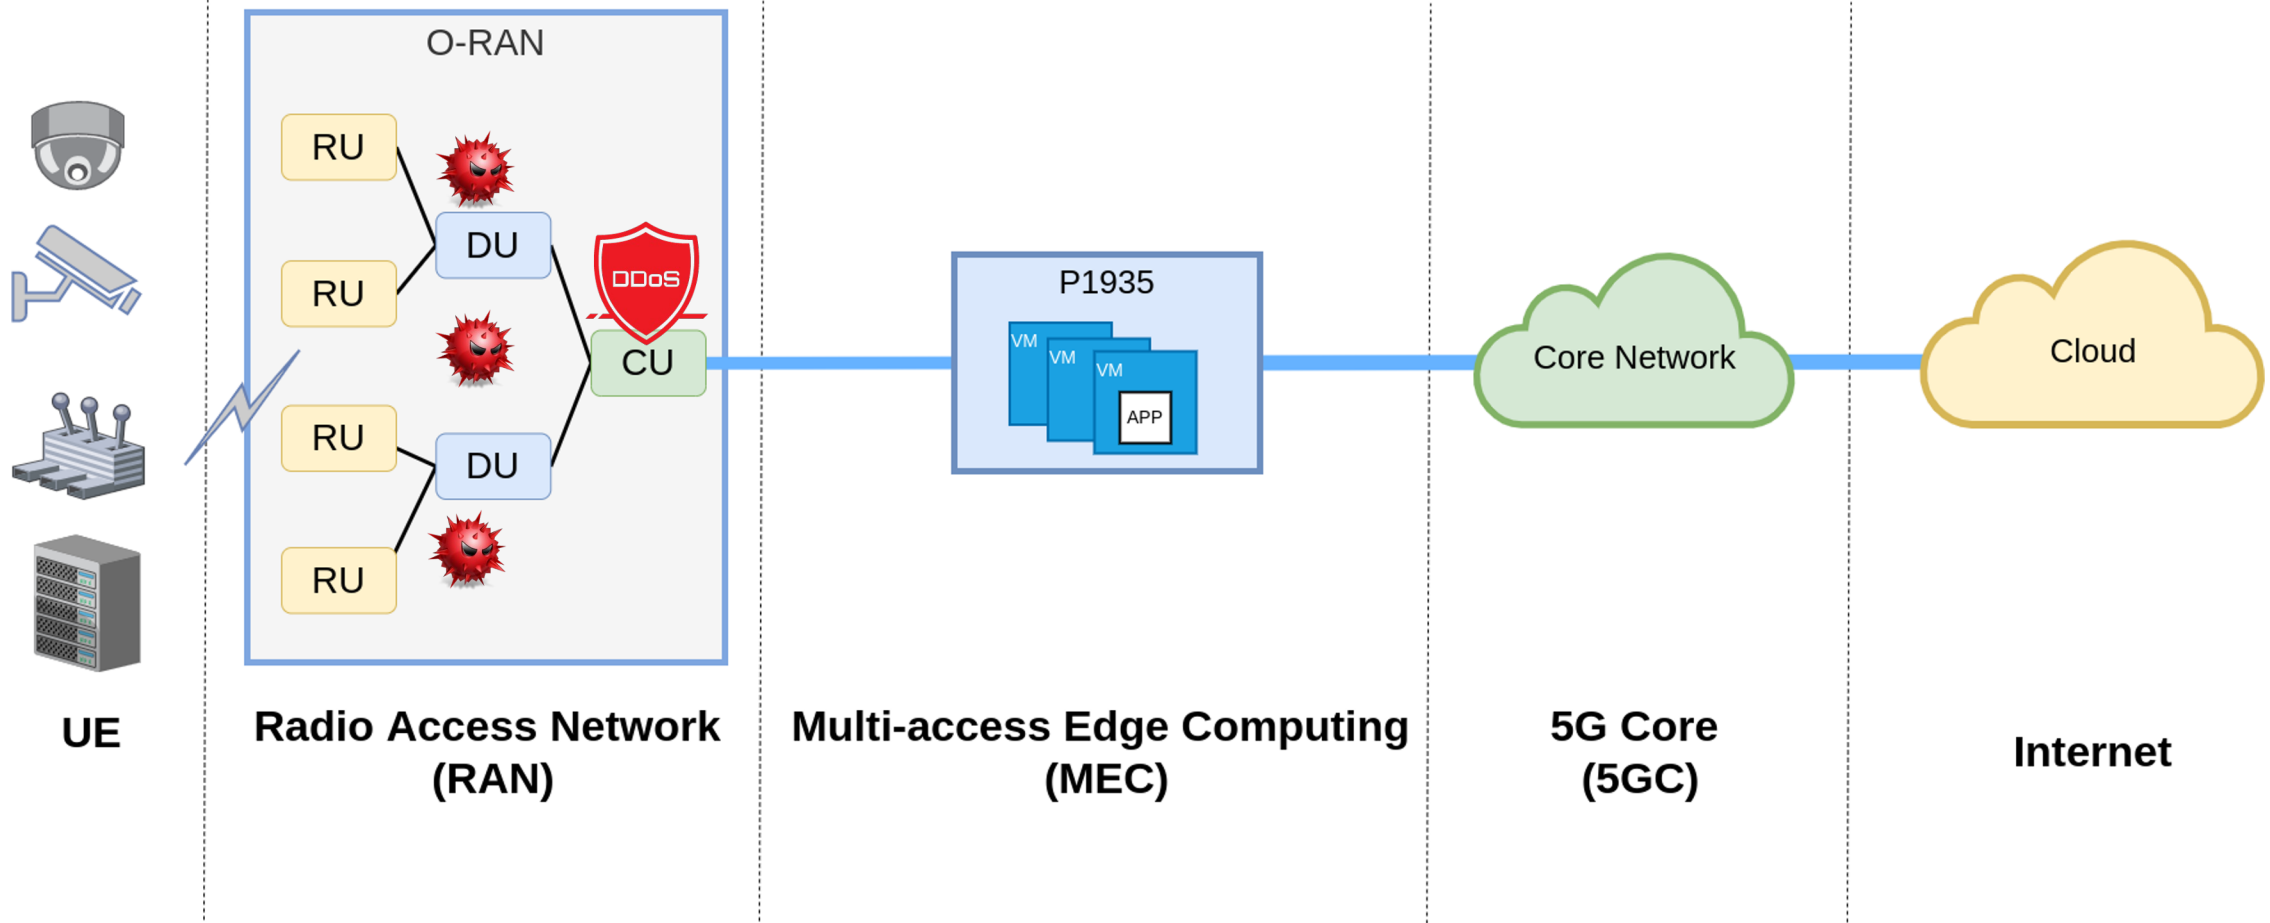 O-RAN
RU
RU
RU
RU
DU
DU
DDoS
CU
P1935
VM
VM
VM
APP
Core Network
Cloud
UE
Radio Access Network
(RAN)
Multi-access Edge Computing
(MEC)
5G Core
(5GC)
Internet